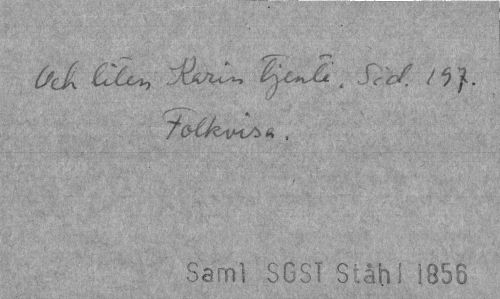 Och liten Karin tjente. Sid. 197.
Folkvisa.
Saml SGST Ståhl 1856